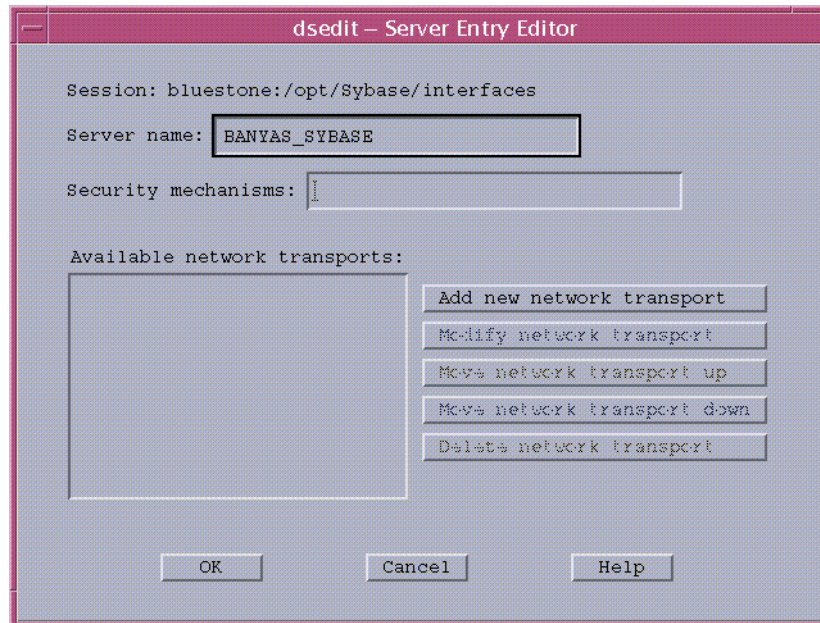 dsedit – Server Entry Editor
Session: bluestone:/opt/Sybase/interfaces
Server name: BANYAS_SYBASE
Security mechanisms:
Available network transports:
Add new network transport
Modify network transport
Move network transport up
Move network transport down
Delete network transport
OK Cancel Help